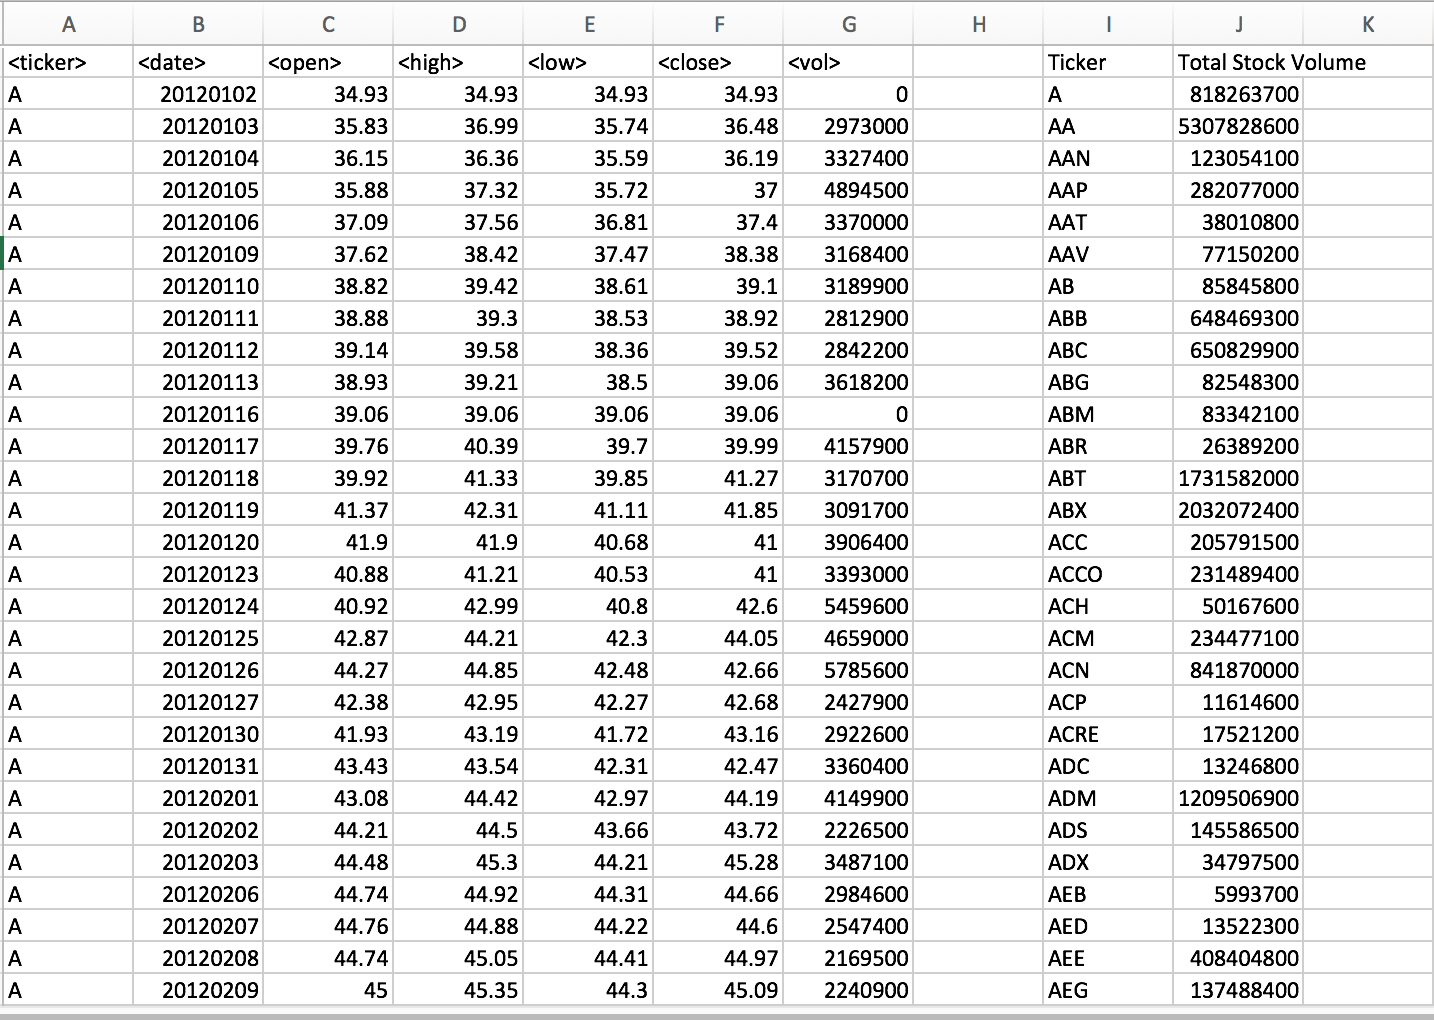 A B C D E F G H I J K
<ticker> <date> <open> <high> <low> <close> <vol> Ticker Total Stock Volume
A 20120102 34.93 34.93 34.93 34.93 0 A 818263700
A 20120103 35.83 36.99 35.74 36.48 2973000 AA 5307828600
A 20120104 36.15 36.36 35.59 36.19 3327400 AAN 123054100
A 20120105 35.88 37.32 35.72 37 4894500 AAP 282077000
A 20120106 37.09 37.56 36.81 37.4 3370000 AAT 38010800
A 20120109 37.62 38.42 37.47 38.38 3168400 AAV 77150200
A 20120110 38.82 39.42 38.61 39.1 3189900 AB 85845800
A 20120111 38.88 39.3 38.53 38.92 2812900 ABB 648469300
A 20120112 39.14 39.58 38.36 39.52 2842200 ABC 650829900
A 20120113 38.93 39.21 38.5 39.06 3618200 ABG 82548300
A 20120116 39.06 39.06 39.06 39.06 0 ABM 83342100
A 20120117 39.76 40.39 39.7 39.99 4157900 ABR 26389200
A 20120118 39.92 41.33 39.85 41.27 3170700 ABT 1731582000
A 20120119 41.37 42.31 41.11 41.85 3091700 ABX 2032072400
A 20120120 41.9 41.9 40.68 41 3906400 ACC 205791500
A 20120123 40.88 41.21 40.53 41 3393000 ACCO 231489400
A 20120124 40.92 42.99 40.8 42.6 5459600 ACH 50167600
A 20120125 42.87 44.21 42.3 44.05 4659000 ACM 234477100
A 20120126 44.27 44.85 42.48 42.66 5785600 ACN 841870000
A 20120127 42.38 42.95 42.27 42.68 2427900 ACP 11614600
A 20120130 41.93 43.19 41.72 43.16 2922600 ACRE 17521200
A 20120131 43.43 43.54 42.31 42.47 3360400 ADC 13246800
A 20120201 43.08 44.42 42.97 44.19 4149900 ADM 1209506900
A 20120202 44.21 44.5 43.66 43.72 2226500 ADS 145586500
A 20120203 44.48 45.3 44.21 45.28 3487100 ADX 34797500
A 20120206 44.74 44.92 44.31 44.66 2984600 AEB 5993700
A 20120207 44.76 44.88 44.22 44.6 2547400 AED 13522300
A 20120208 44.74 45.05 44.41 44.97 2169500 AEE 408404800
A 20120209 45 45.35 44.3 45.09 2240900 AEG 137488400